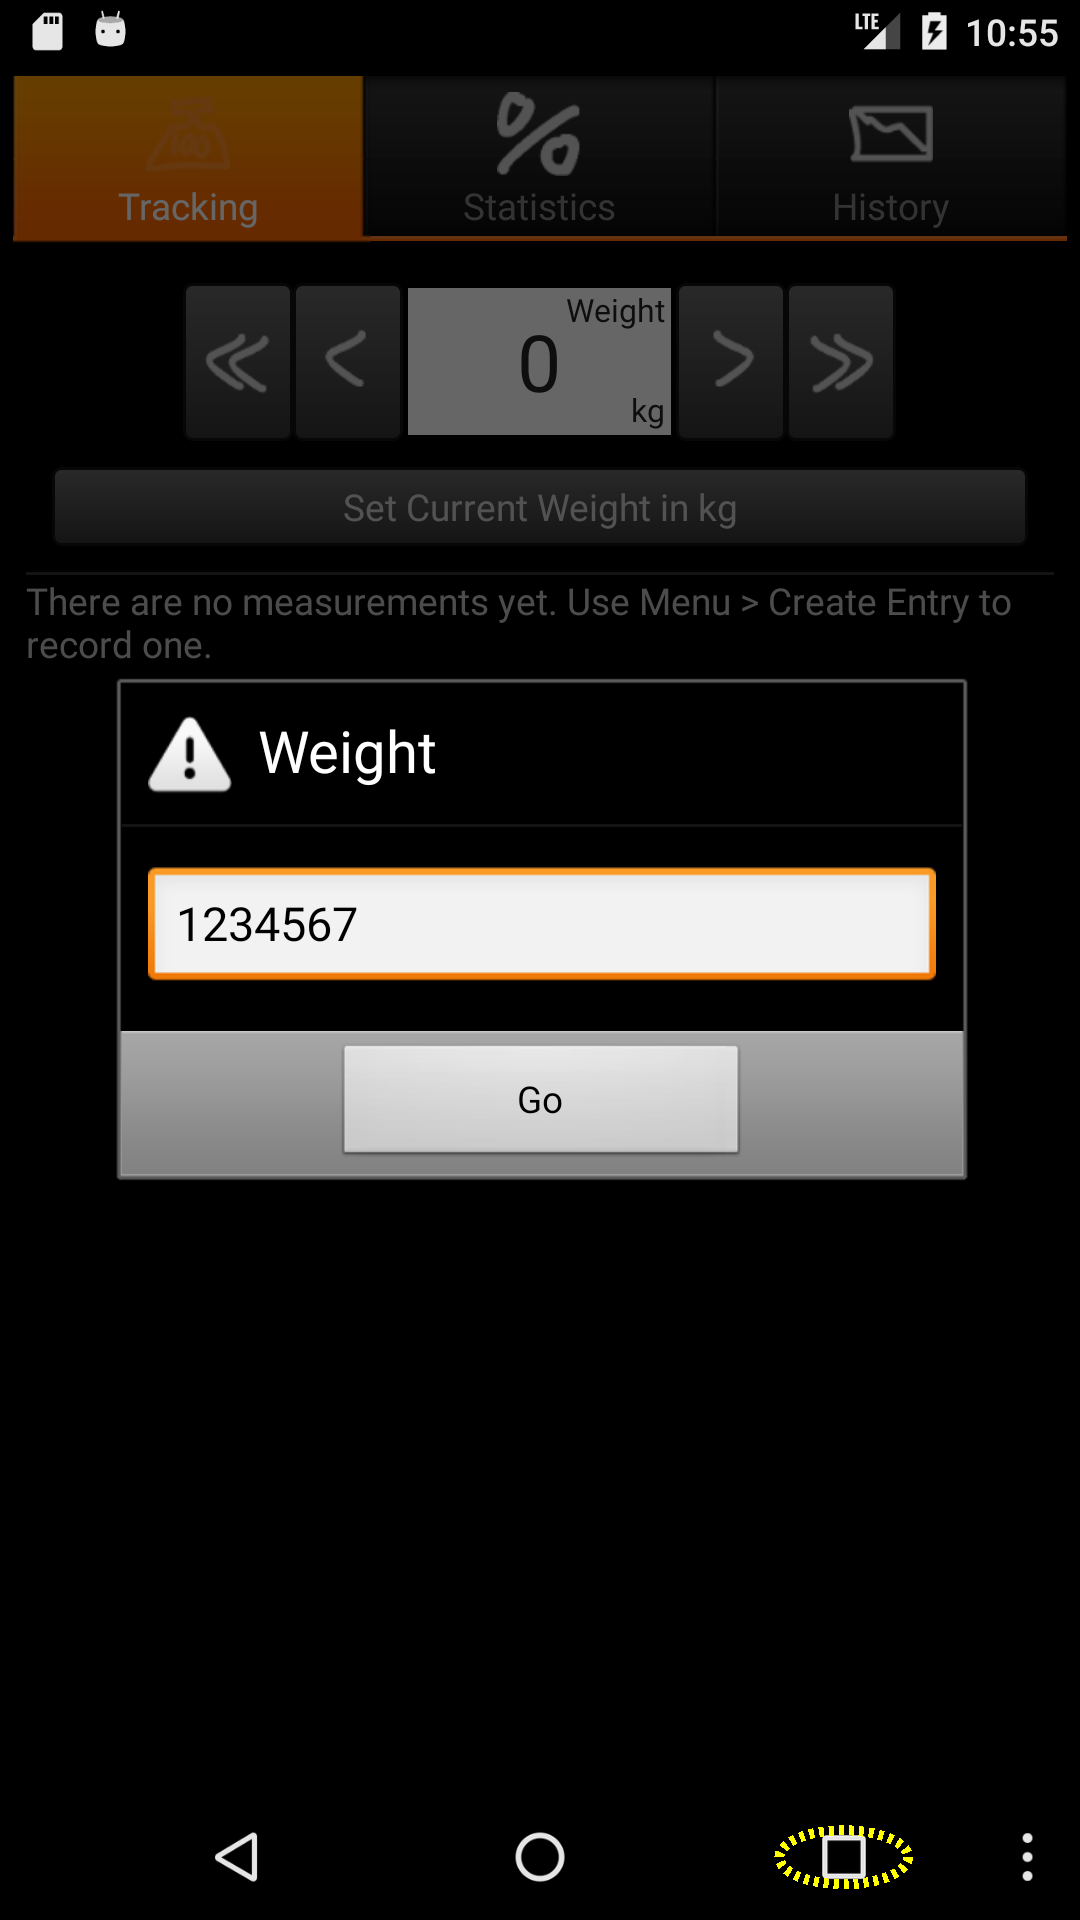 LTE 10:55
Tracking Statistics History
Weight
0
kg
Set Current Weight in kg
There are no measurements yet. Use Menu > Create Entry to
record one.
Weight
1234567
Go